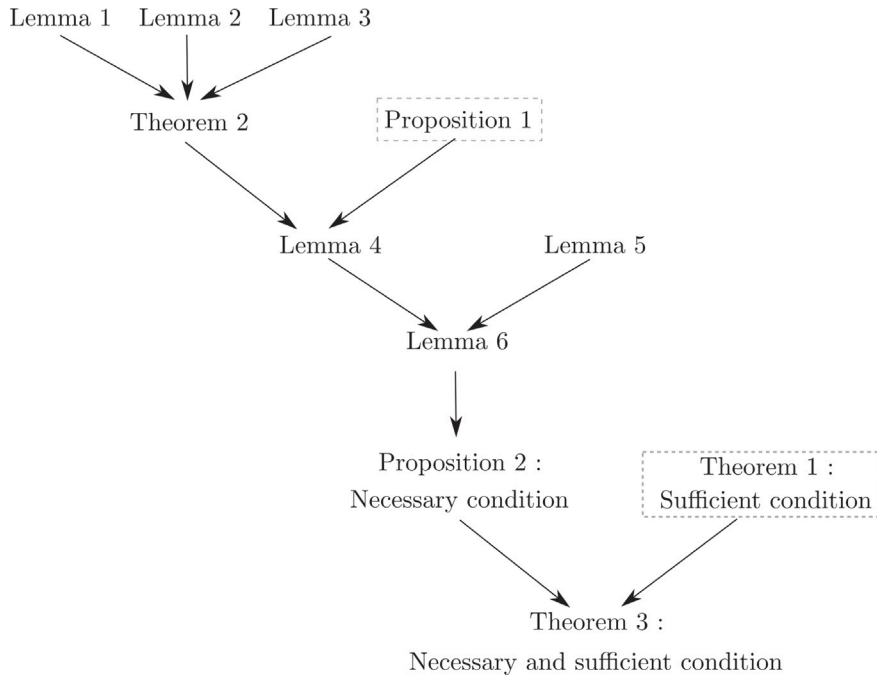 Lemma 1 Lemma 2 Lemma 3
Theorem 2
Proposition 1
Lemma 4
Lemma 5
Lemma 6
Proposition 2 :
Necessary condition
Theorem 1 :
Sufficient condition
Theorem 3 :
Necessary and sufficient condition